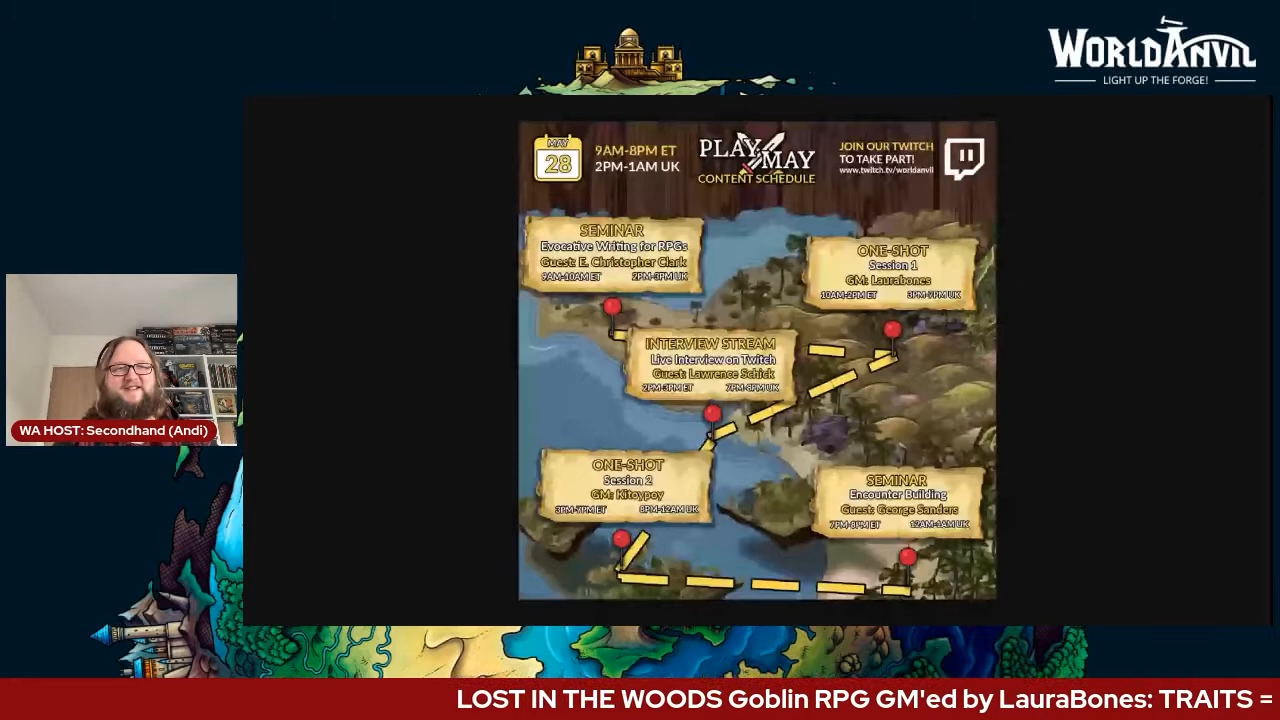 WORLDANVIL
LIGHT UP THE FORGE!
MAY
28
9AM-8PM ET
2PM-1AM UK
PLAY MAY
CONTENT SCHEDULE
JOIN OUR TWITCH
TO TAKE PART!
www.twitch.tv/worldanvil
SEMINAR
Evocative Writing for RPGs
Guest: E. Christopher Clark
9AM-10AM ET 2PM-3PM UK
ONE-SHOT
Session 1
GM: Laurabones
10AM-2PM ET 3PM-7PM UK
INTERVIEW STREAM
Live Interview on Twitch
Guest: Lawrence Schick
2PM-3PM ET 7PM-8PM UK
ONE-SHOT
Session 2
GM: Kitoypoy
3PM-7PM ET 8PM-12AM UK
SEMINAR
Encounter Building
Guest: George Sanders
7PM-8PM ET 12AM-1AM UK
WA HOST: Secondhand (Andi)
LOST IN THE WOODS Goblin RPG GM'ed by LauraBones: TRAITS =